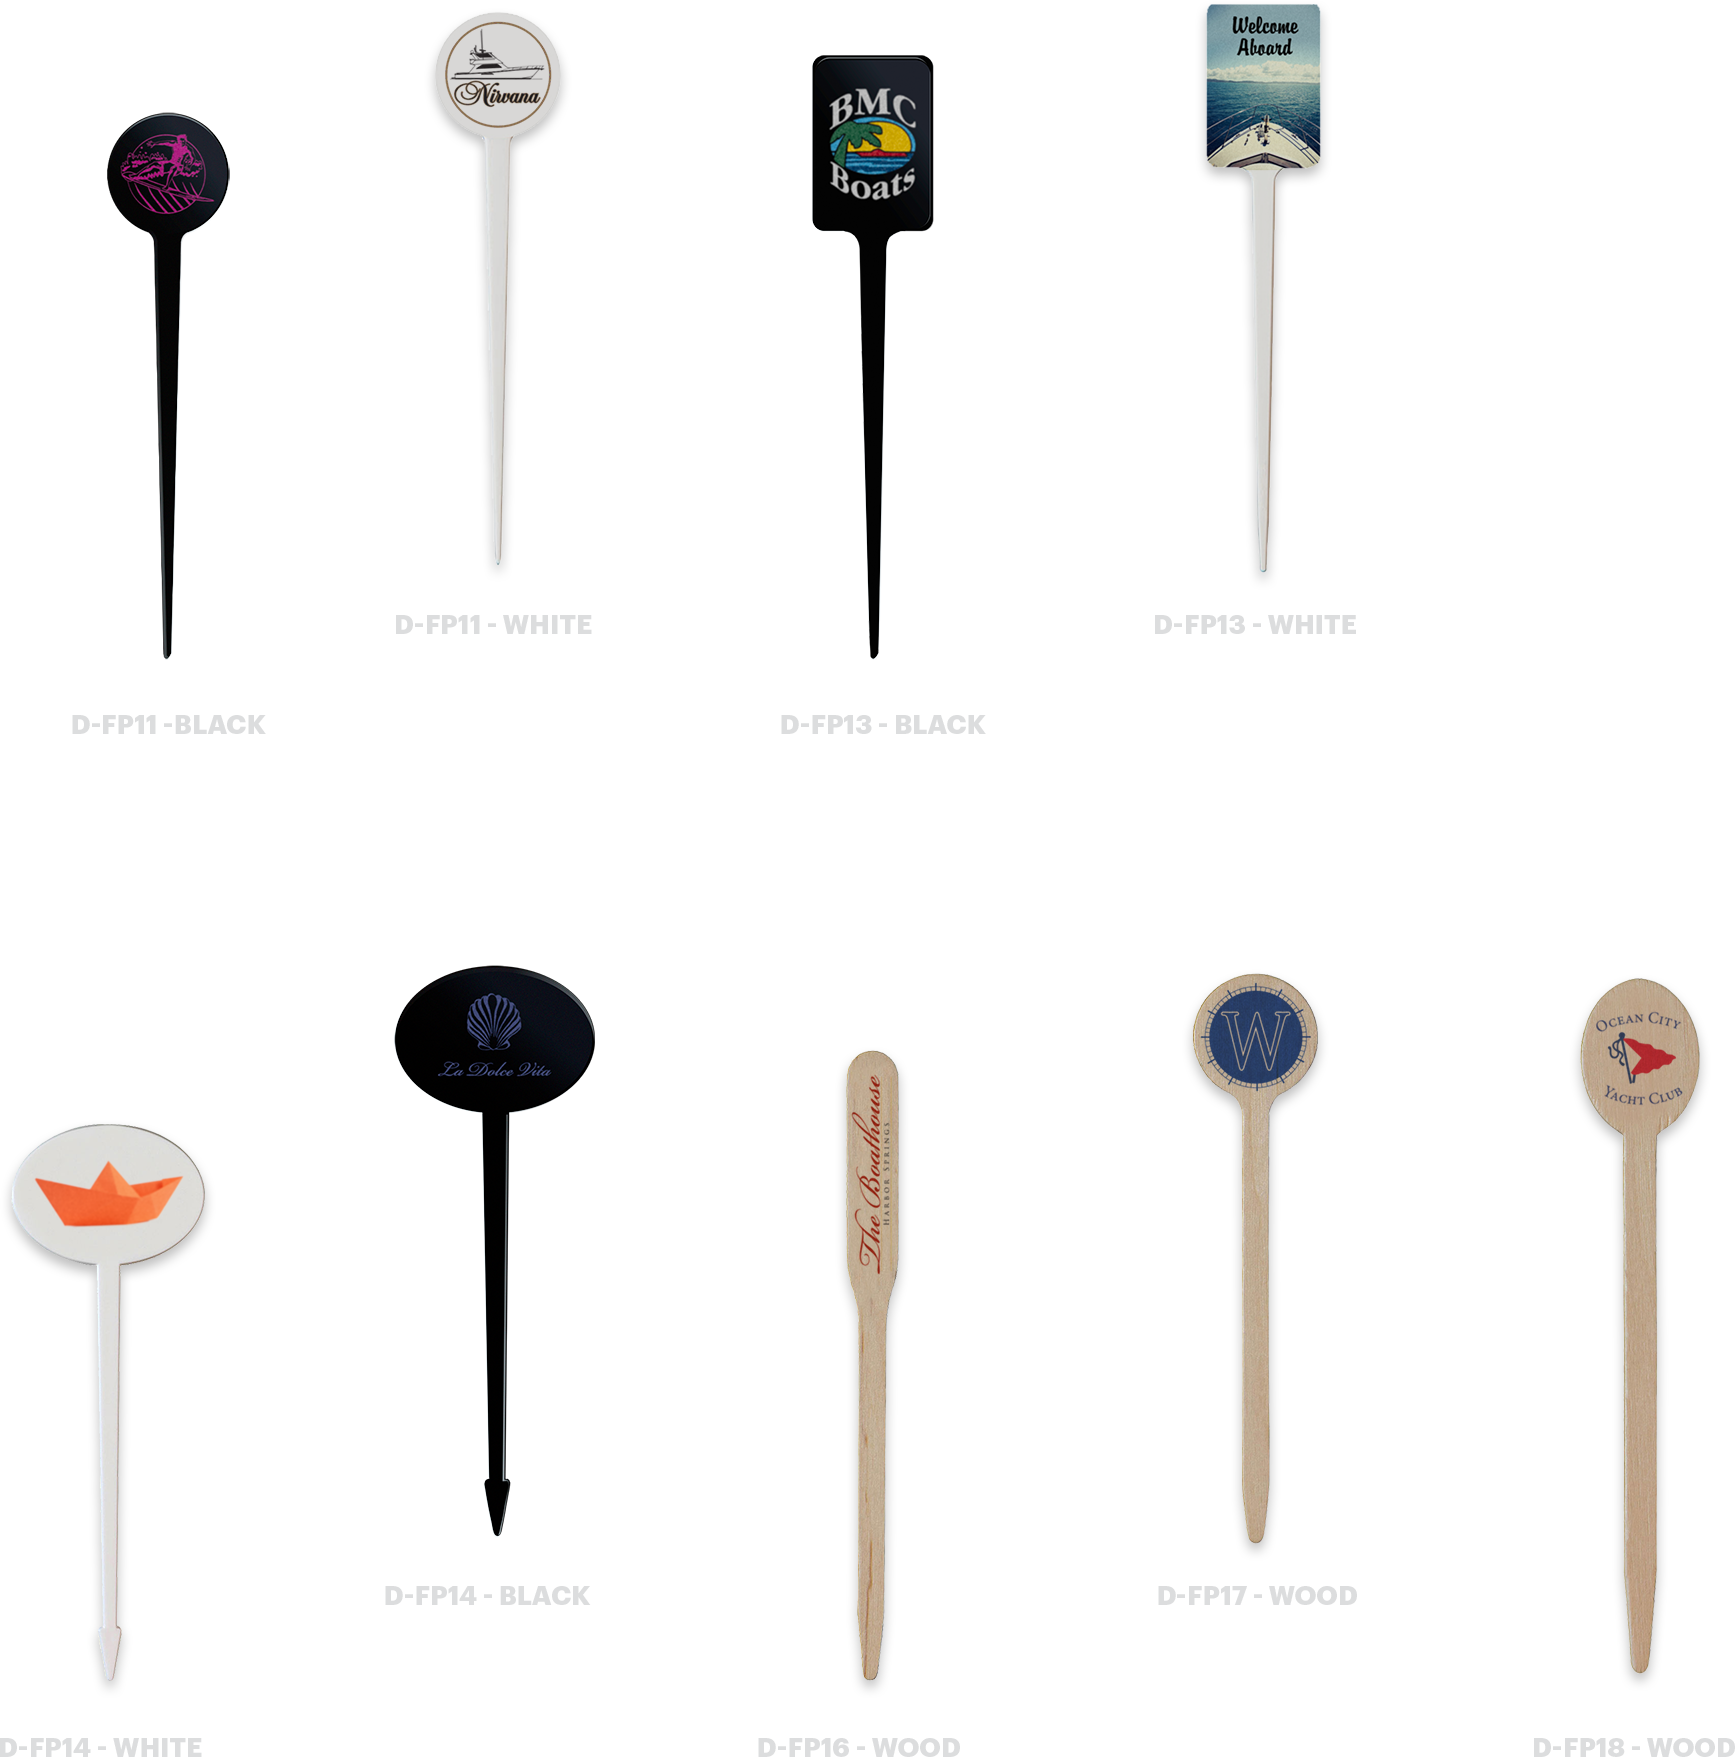 Nirvana
BMC
Boats
Welcome
Aboard
D-FP11 - WHITE
D-FP13 - WHITE
D-FP11 -BLACK
D-FP13 - BLACK
La Dolce Vita
The Boathouse
HARBOR SPRINGS
W
OCEAN CITY
YACHT CLUB
D-FP14 - BLACK
D-FP17 - WOOD
D-FP14 - WHITE
D-FP16 - WOOD
D-FP18 - WOOD